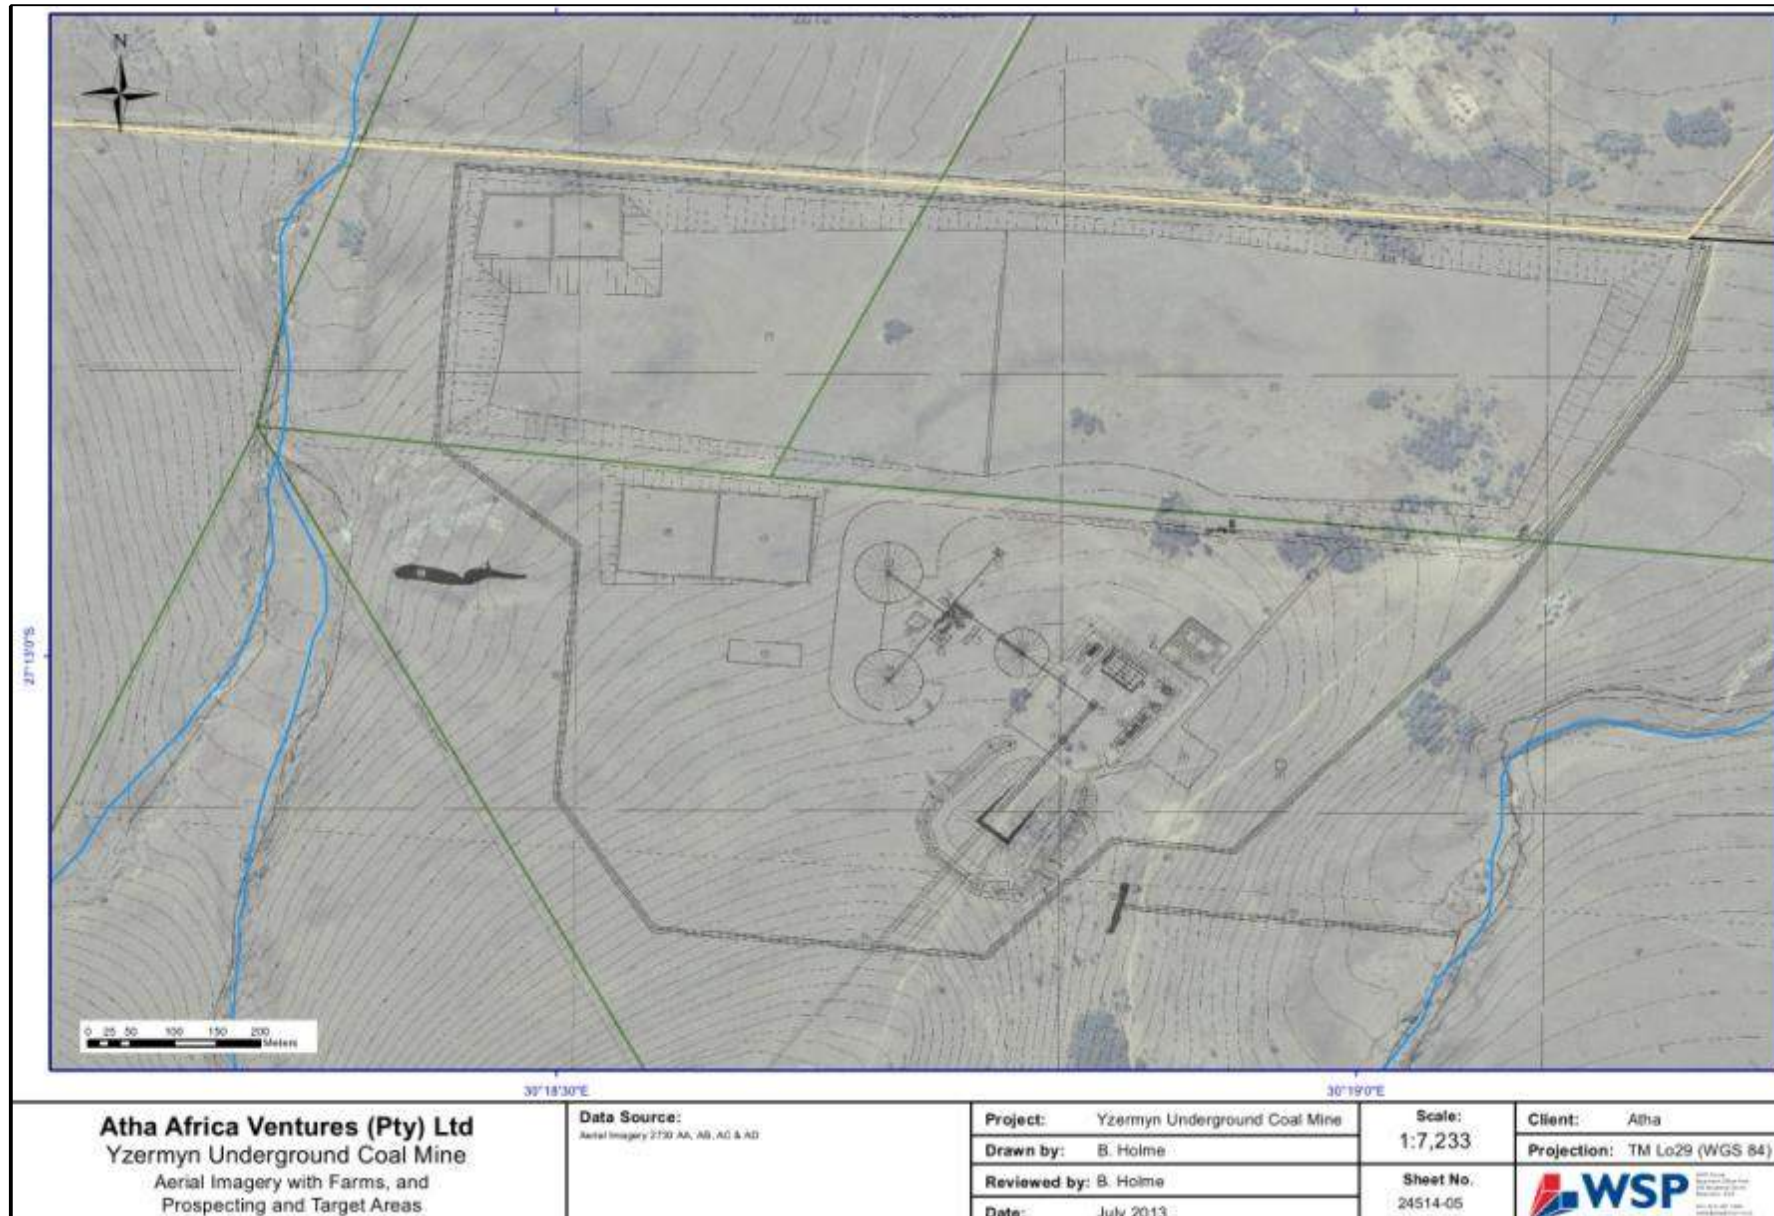 N
27°13'0"S
0 25 50 100 150 200
Meters
30°18'30"E
30°19'0"E
Atha Africa Ventures (Pty) Ltd
Yzermyn Underground Coal Mine
Aerial Imagery with Farms, and
Prospecting and Target Areas
Data Source:
Aerial Imagery 2730 AA, AB, AC & AD
Project: Yzermyn Underground Coal Mine
Drawn by: B. Holme
Reviewed by: B. Holme
Date: July 2013
Scale:
1:7,233
Sheet No.
24514-05
Client: Atha
Projection: TM Lo29 (WGS 84)
WSP